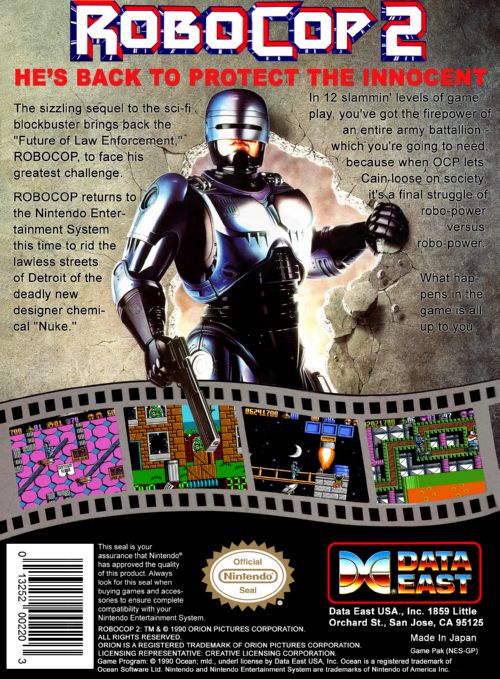 ROBOCOP 2
HE'S BACK TO PROTECT THE INNOCENT
The sizzling sequel to the sci-fi
blockbuster brings back the
"Future of Law Enforcement,"
ROBOCOP, to face his
greatest challenge.
ROBOCOP returns to
the Nintendo Enter-
tainment System
this time to rid the
lawless streets
of Detroit of the
deadly new
designer chemi-
cal "Nuke."
In 12 slammin' levels of game
play, you've got the firepower of
an entire army battallion -
which you're going to need,
because when OCP lets
Cain loose on society,
it's a final struggle of
robo-power
versus
robo-power.
What hap-
pens in the
game is all
up to you.
0 13252 00220 3
This seal is your
assurance that Nintendo®
has approved the quality
of this product. Always
look for this seal when
buying games and acces-
sories to ensure complete
compatibility with your
Nintendo Entertainment System.
Official
Nintendo
Seal
DATA
EAST
Data East USA., Inc. 1859 Little
Orchard St., San Jose, CA 95125
Made In Japan
Game Pak (NES-GP)
ROBOCOP 2: TM & © 1990 ORION PICTURES CORPORATION.
ALL RIGHTS RESERVED.
ORION IS A REGISTERED TRADEMARK OF ORION PICTURES CORPORATION.
LICENSING REPRESENTATIVE: CREATIVE LICENSING CORPORATION.
Game Program: © 1990 Ocean; mld., underl license by Data East USA, Inc. Ocean is a registered trademark of
Ocean Software Ltd. Nintendo and Nintendo Entertainment System are trademarks of Nintendo of America Inc.